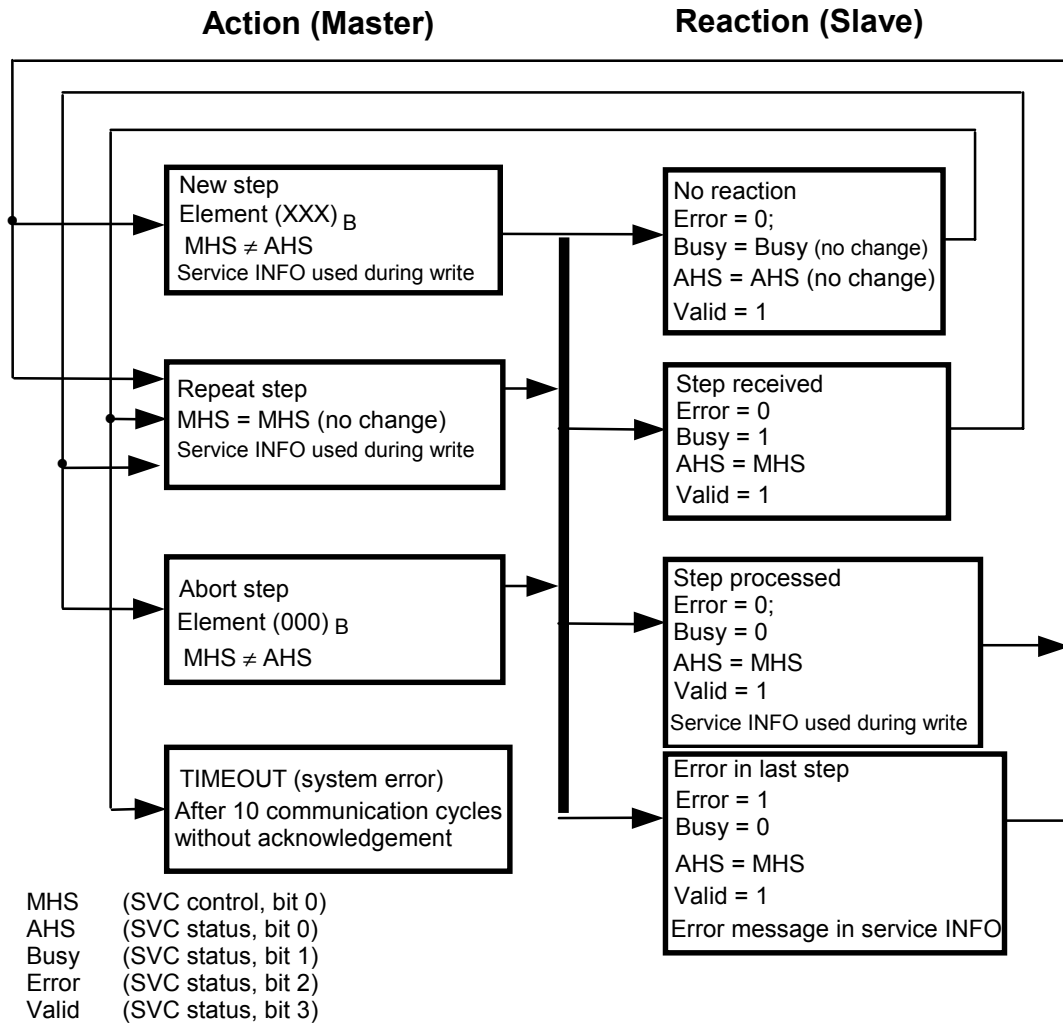 Action (Master)
Reaction (Slave)
New step
Element (XXX) B
MHS ≠ AHS
Service INFO used during write
Repeat step
MHS = MHS (no change)
Service INFO used during write
Abort step
Element (000) B
MHS ≠ AHS
TIMEOUT (system error)
After 10 communication cycles
without acknowledgement
No reaction
Error = 0;
Busy = Busy (no change)
AHS = AHS (no change)
Valid = 1
Step received
Error = 0
Busy = 1
AHS = MHS
Valid = 1
Step processed
Error = 0;
Busy = 0
AHS = MHS
Valid = 1
Service INFO used during write
Error in last step
Error = 1
Busy = 0
AHS = MHS
Valid = 1
Error message in service INFO
MHS (SVC control, bit 0)
AHS (SVC status, bit 0)
Busy (SVC status, bit 1)
Error (SVC status, bit 2)
Valid (SVC status, bit 3)